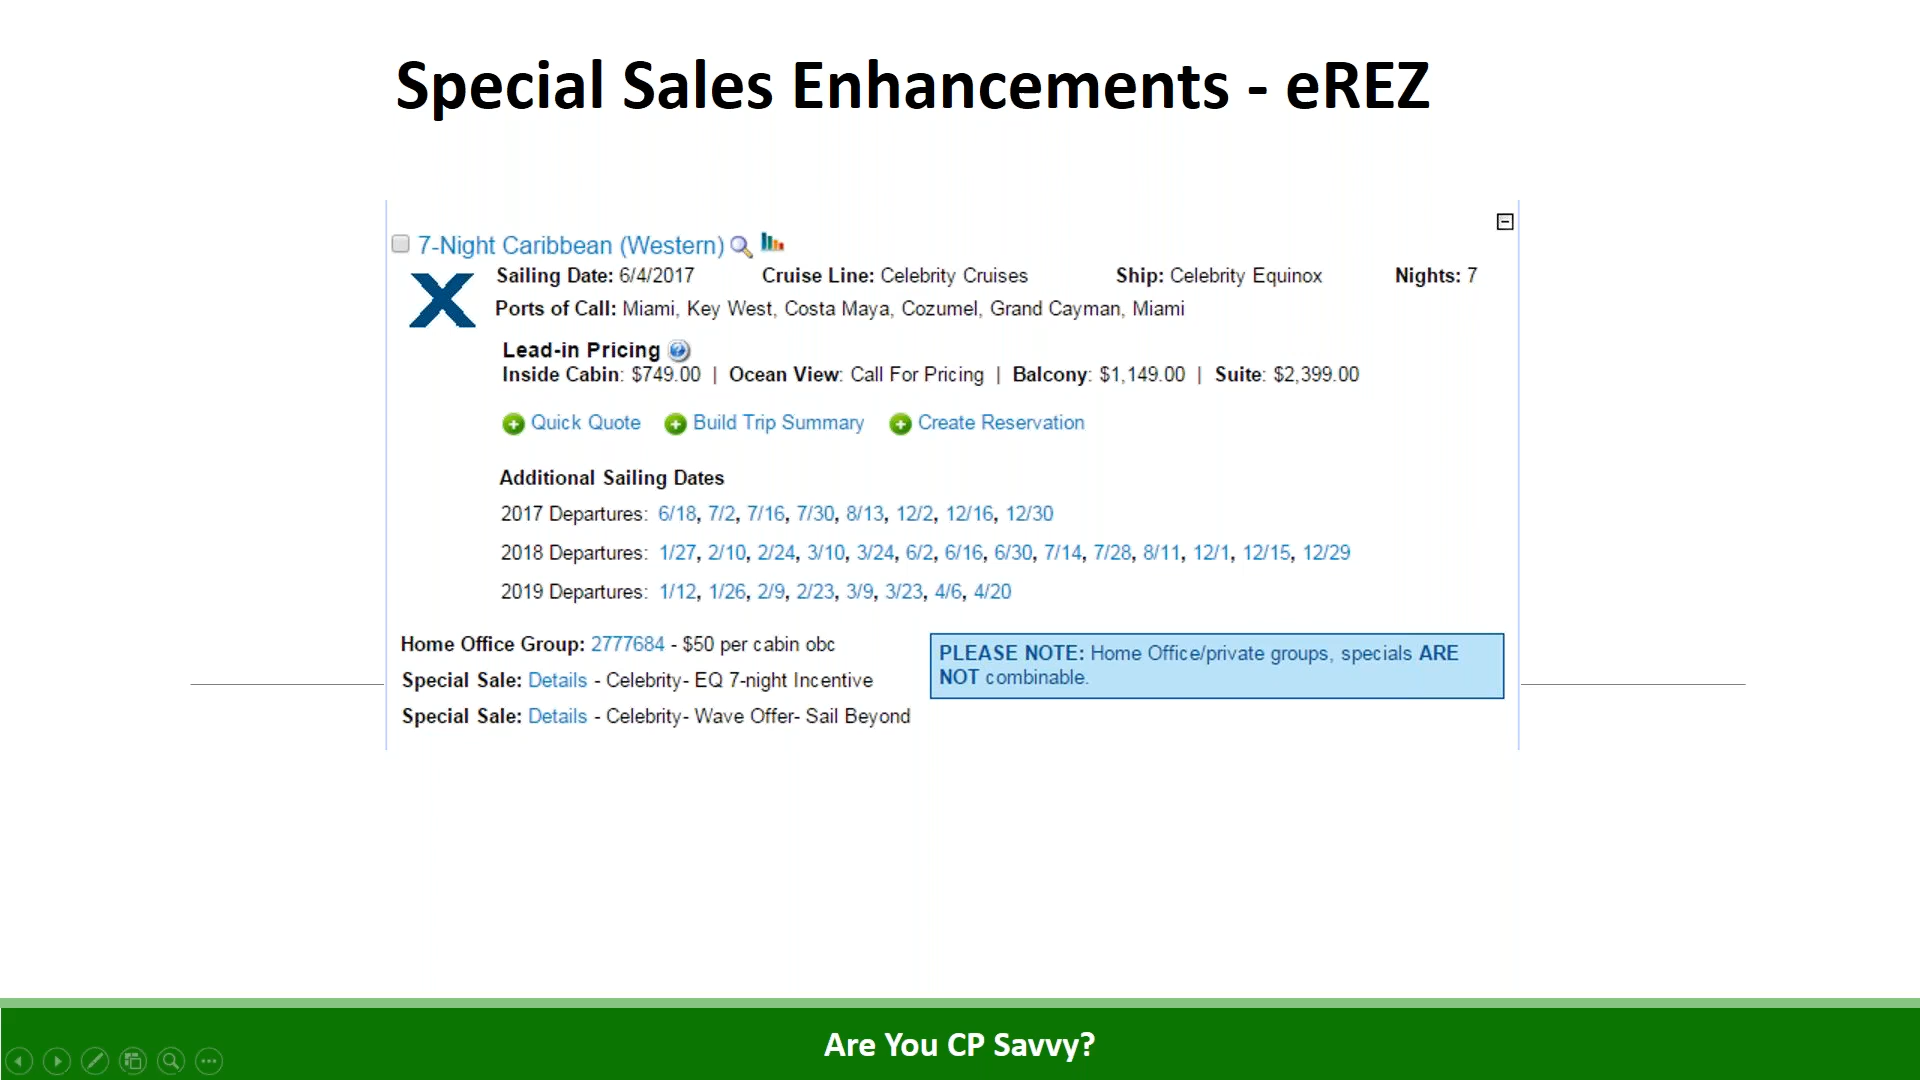 Special Sales Enhancements - eREZ
7-Night Caribbean (Western)
Sailing Date: 6/4/2017 Cruise Line: Celebrity Cruises Ship: Celebrity Equinox Nights: 7
Ports of Call: Miami, Key West, Costa Maya, Cozumel, Grand Cayman, Miami
Lead-in Pricing
Inside Cabin: $749.00 | Ocean View: Call For Pricing | Balcony: $1,149.00 | Suite: $2,399.00
Quick Quote Build Trip Summary Create Reservation
Additional Sailing Dates
2017 Departures: 6/18, 7/2, 7/16, 7/30, 8/13, 12/2, 12/16, 12/30
2018 Departures: 1/27, 2/10, 2/24, 3/10, 3/24, 6/2, 6/16, 6/30, 7/14, 7/28, 8/11, 12/1, 12/15, 12/29
2019 Departures: 1/12, 1/26, 2/9, 2/23, 3/9, 3/23, 4/6, 4/20
Home Office Group: 2777684 - $50 per cabin obc
Special Sale: Details - Celebrity- EQ 7-night Incentive
Special Sale: Details - Celebrity- Wave Offer- Sail Beyond
PLEASE NOTE: Home Office/private groups, specials ARE
NOT combinable.
Are You CP Savvy?